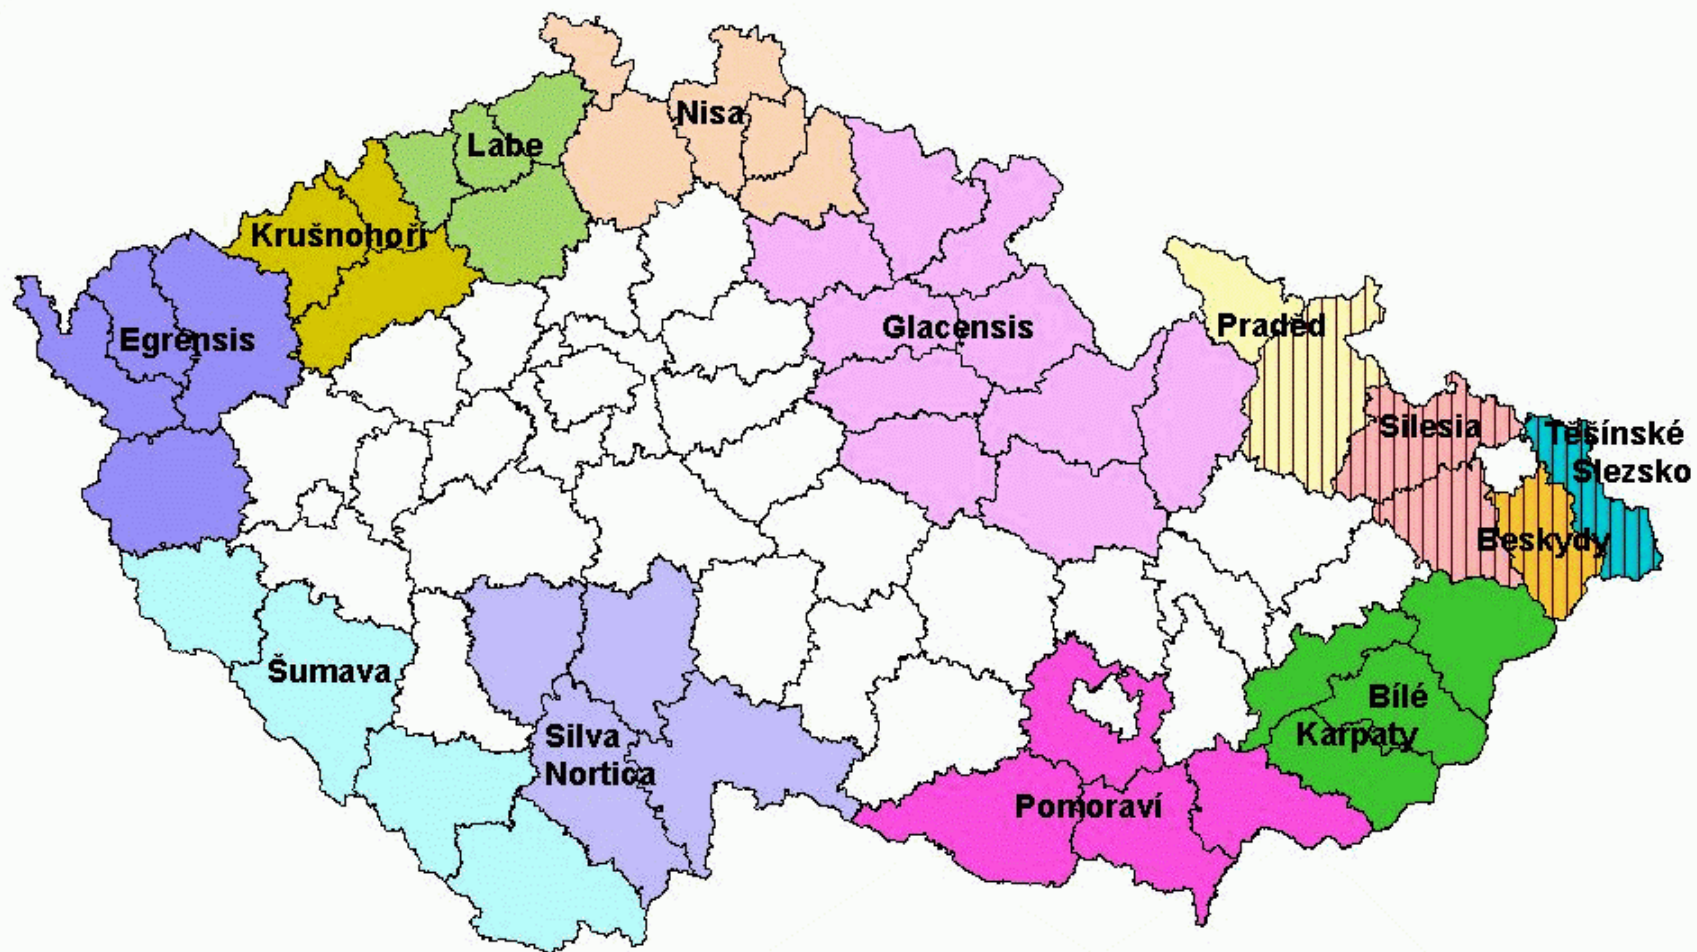 Nisa
Labe
Krušnohoří
Egrensis
Glacensis
Praděd
Silesia
Těšínské
Slezsko
Beskydy
Šumava
Silva
Nortica
Pomoraví
Bílé
Karpaty